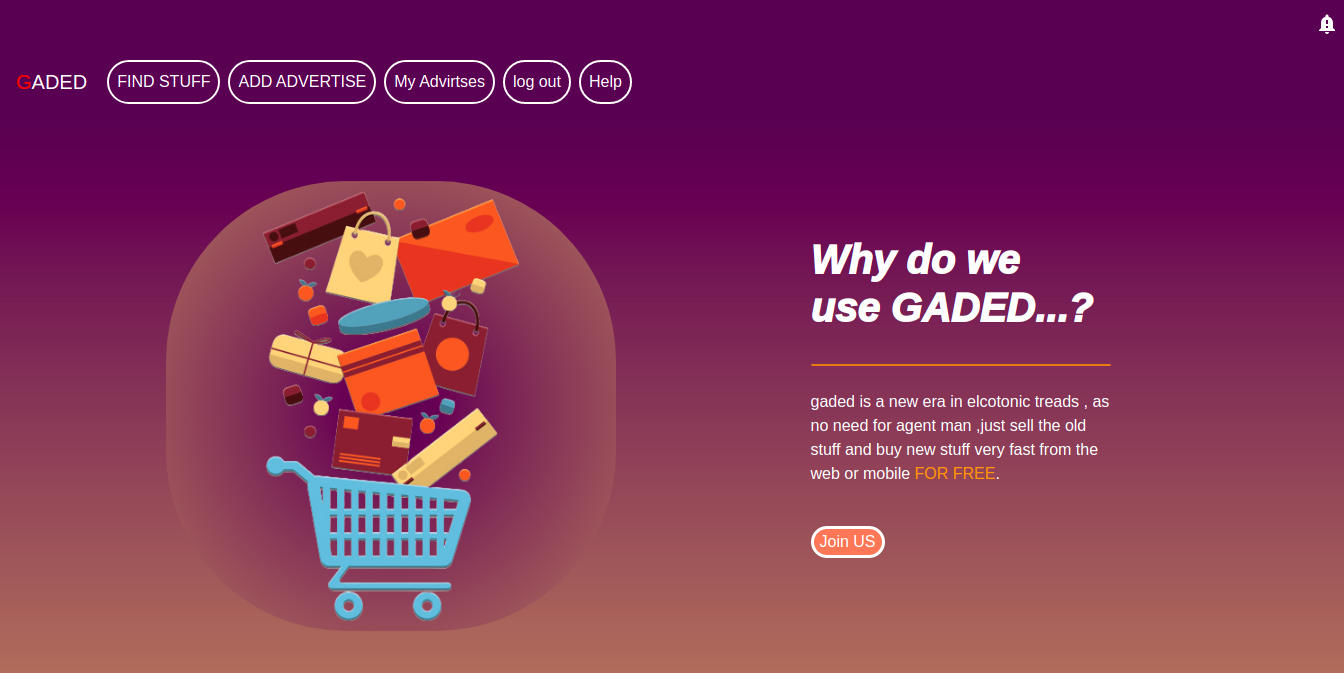 GADED FIND STUFF ADD ADVERTISE My Advirtses log out Help
Why do we
use GADED...?
gaded is a new era in elcotonic treads , as
no need for agent man ,just sell the old
stuff and buy new stuff very fast from the
web or mobile FOR FREE.
Join US